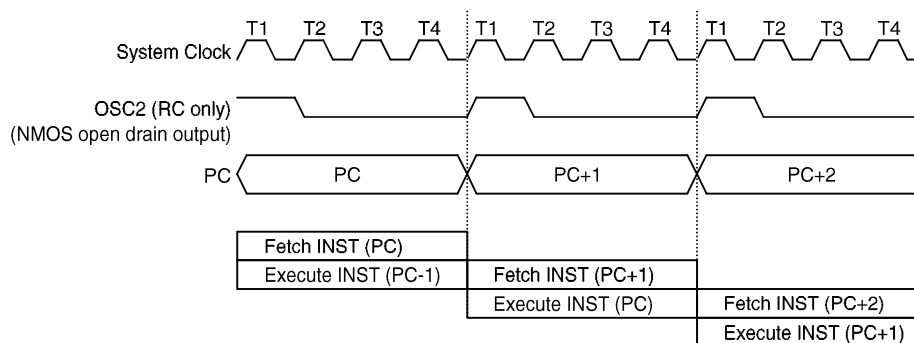 T1 T2 T3 T4 T1 T2 T3 T4 T1 T2 T3 T4
System Clock
OSC2 (RC only)
(NMOS open drain output)
PC PC PC+1 PC+2
Fetch INST (PC)
Execute INST (PC-1) Fetch INST (PC+1)
Execute INST (PC) Fetch INST (PC+2)
Execute INST (PC+1)